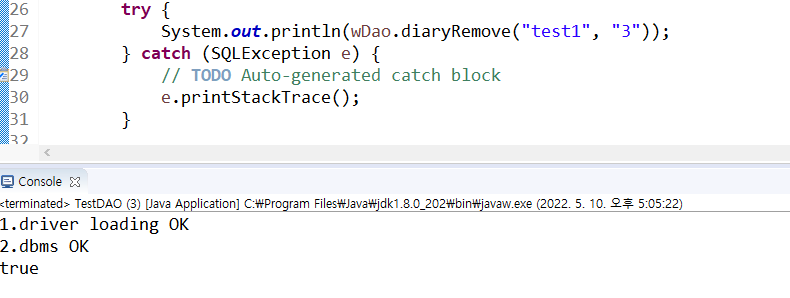 26 try {
27 System.out.println(wDao.diaryRemove("test1", "3"));
28 } catch (SQLException e) {
29 // TODO Auto-generated catch block
30 e.printStackTrace();
31 }
32
Console
<terminated> TestDAO (3) [Java Application] C:₩Program Files₩Java₩jdk1.8.0_202₩bin₩javaw.exe (2022. 5. 10. 오후 5:05:22)
1.driver loading OK
2.dbms OK
true